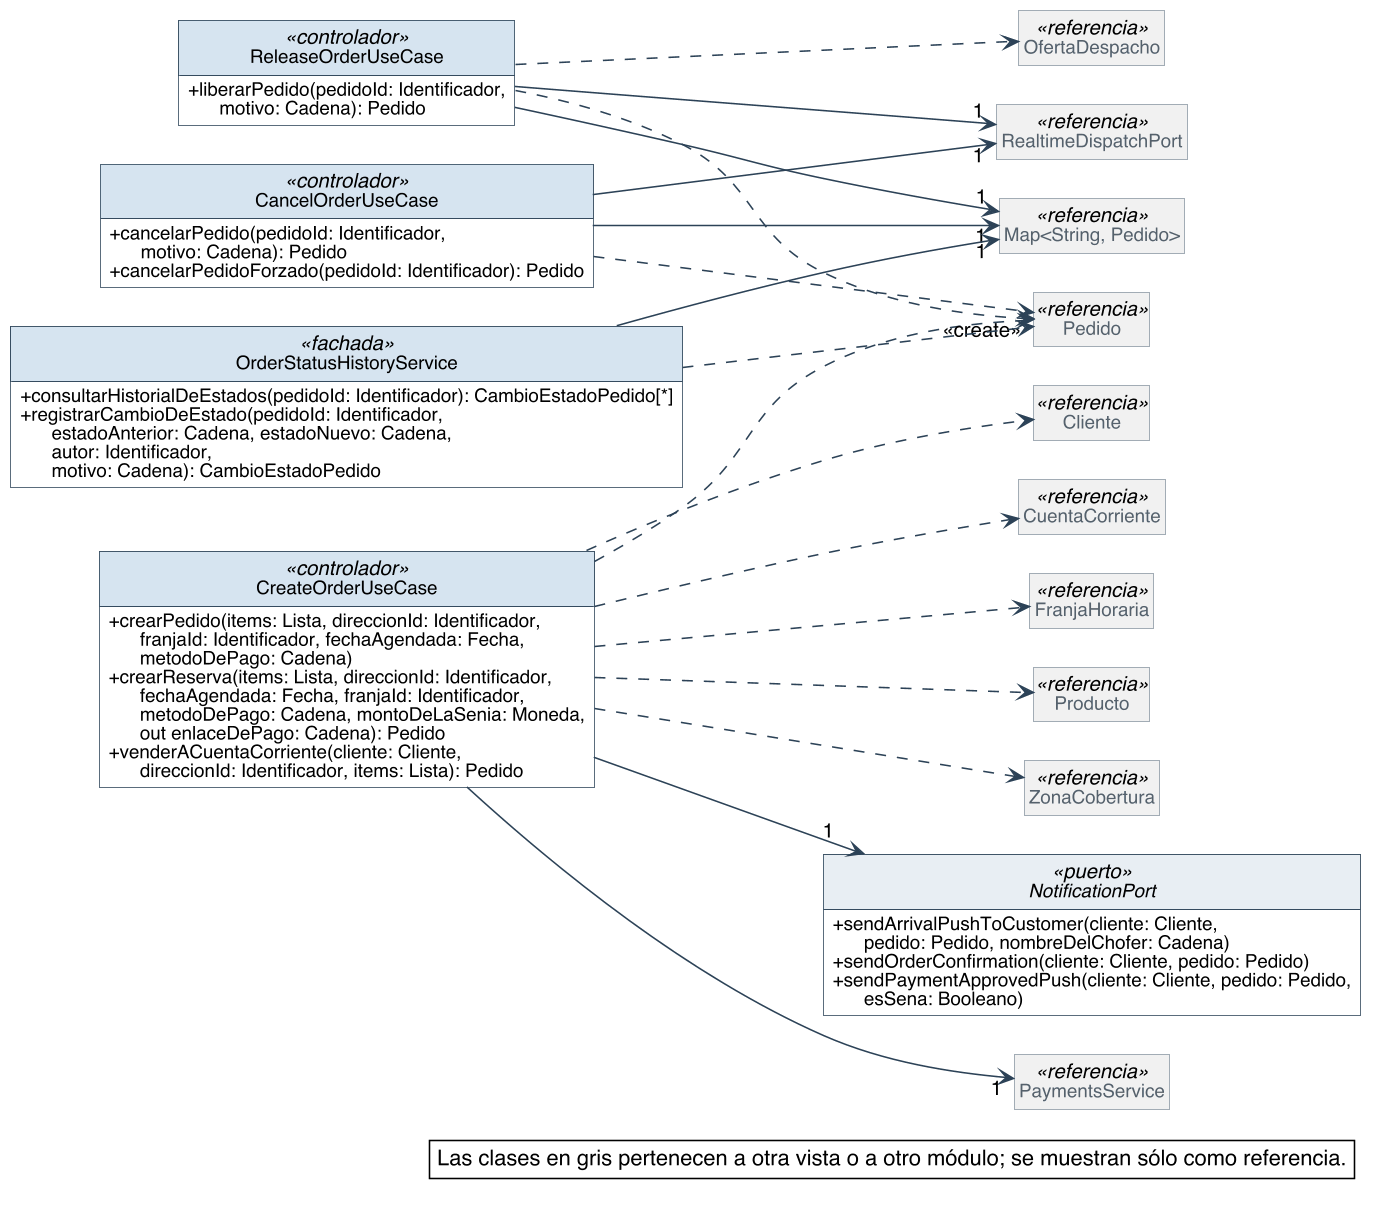 «controlador»
ReleaseOrderUseCase
+liberarPedido(pedidoId: Identificador,
motivo: Cadena): Pedido
«controlador»
CancelOrderUseCase
+cancelarPedido(pedidoId: Identificador,
motivo: Cadena): Pedido
+cancelarPedidoForzado(pedidoId: Identificador): Pedido
«fachada»
OrderStatusHistoryService
+consultarHistorialDeEstados(pedidoId: Identificador): CambioEstadoPedido[*]
+registrarCambioDeEstado(pedidoId: Identificador,
estadoAnterior: Cadena, estadoNuevo: Cadena,
autor: Identificador,
motivo: Cadena): CambioEstadoPedido
«controlador»
CreateOrderUseCase
+crearPedido(items: Lista, direccionId: Identificador,
franjaId: Identificador, fechaAgendada: Fecha,
metodoDePago: Cadena)
+crearReserva(items: Lista, direccionId: Identificador,
fechaAgendada: Fecha, franjaId: Identificador,
metodoDePago: Cadena, montoDeLaSenia: Moneda,
out enlaceDePago: Cadena): Pedido
+venderACuentaCorriente(cliente: Cliente,
direccionId: Identificador, items: Lista): Pedido
«referencia»
OfertaDespacho
1
«referencia»
RealtimeDispatchPort
1
1
«referencia»
Map<String, Pedido>
1
1
«referencia»
Pedido
«create»
«referencia»
Cliente
«referencia»
CuentaCorriente
«referencia»
FranjaHoraria
«referencia»
Producto
«referencia»
ZonaCobertura
1
«puerto»
NotificationPort
+sendArrivalPushToCustomer(cliente: Cliente,
pedido: Pedido, nombreDelChofer: Cadena)
+sendOrderConfirmation(cliente: Cliente, pedido: Pedido)
+sendPaymentApprovedPush(cliente: Cliente, pedido: Pedido,
esSena: Booleano)
«referencia»
PaymentsService
1
Las clases en gris pertenecen a otra vista o a otro módulo; se muestran sólo como referencia.